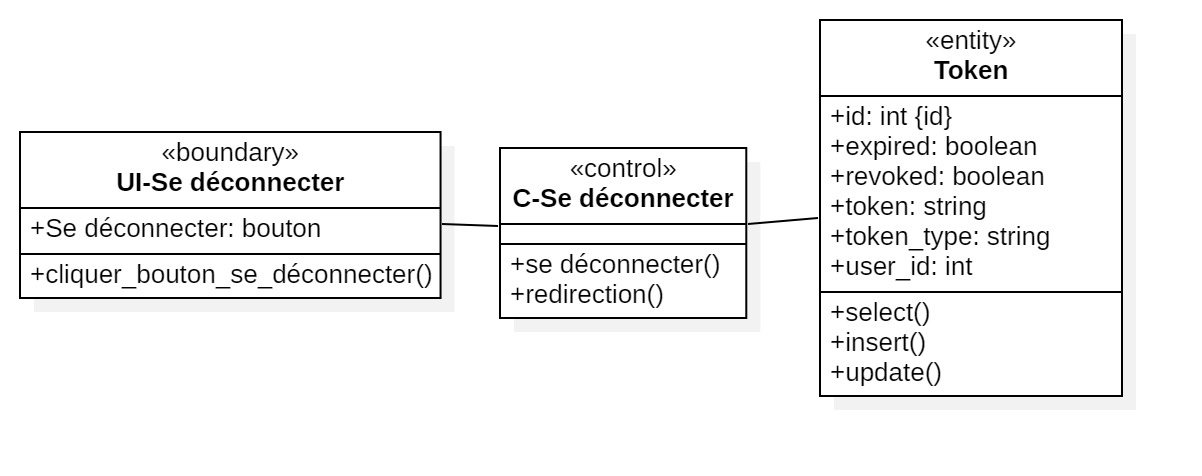 «boundary»
UI-Se déconnecter
+Se déconnecter: bouton
+cliquer_bouton_se_déconnecter()
«control»
C-Se déconnecter
+se déconnecter()
+redirection()
«entity»
Token
+id: int {id}
+expired: boolean
+revoked: boolean
+token: string
+token_type: string
+user_id: int
+select()
+insert()
+update()